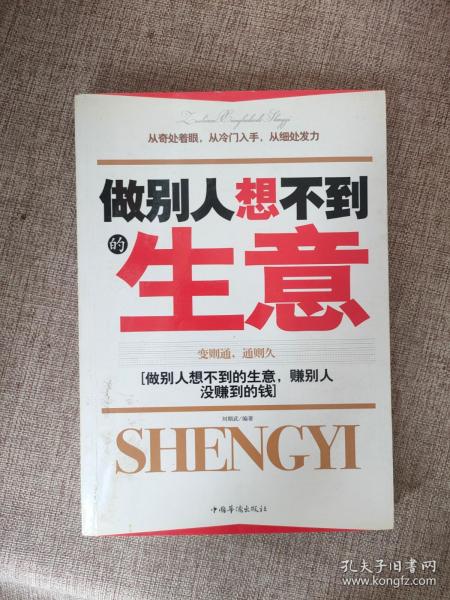 从奇处着眼，从冷门入手，从细处发力
做别人想不到
的
生意
变则通，通则久
[做别人想不到的生意，赚别人
没赚到的钱]
编著
SHENGYI
中国华侨出版社
孔夫子旧书网
www.kongfz.com